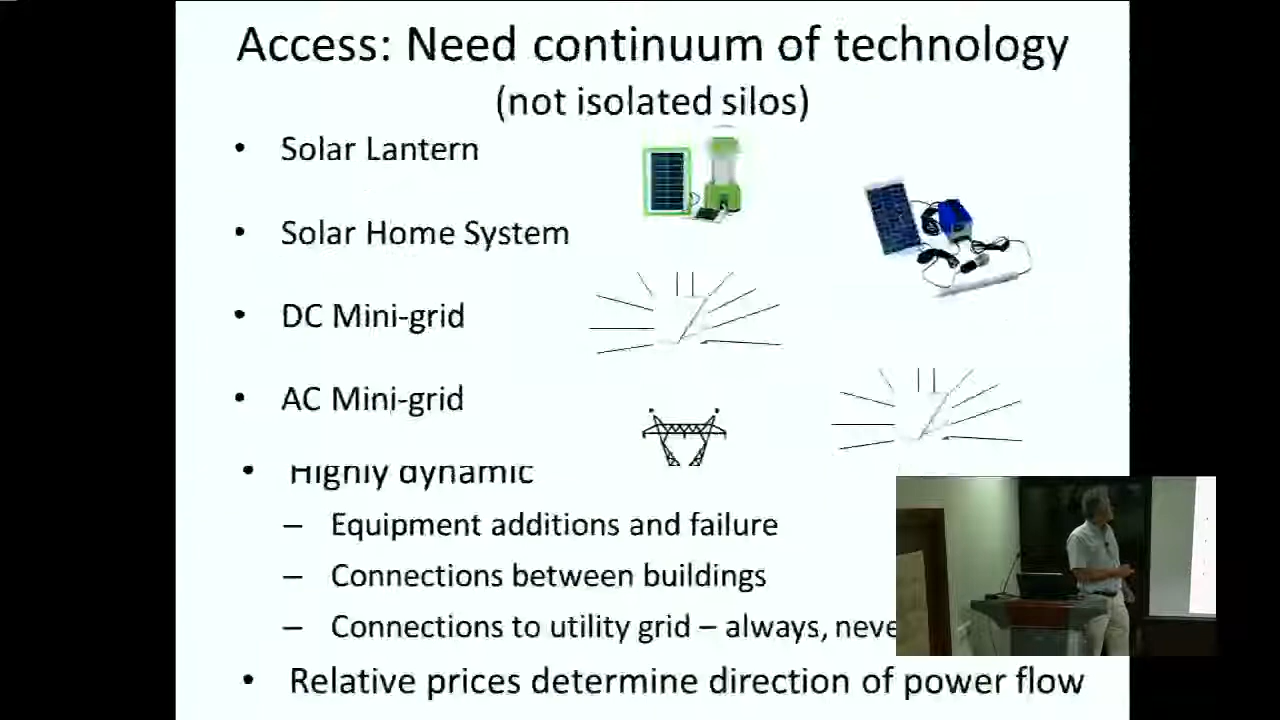 Access: Need continuum of technology
(not isolated silos)
• Solar Lantern
• Solar Home System
• DC Mini-grid
• AC Mini-grid
• Highly dynamic
– Equipment additions and failure
– Connections between buildings
– Connections to utility grid – always,
• Relative prices determine direction of power flow